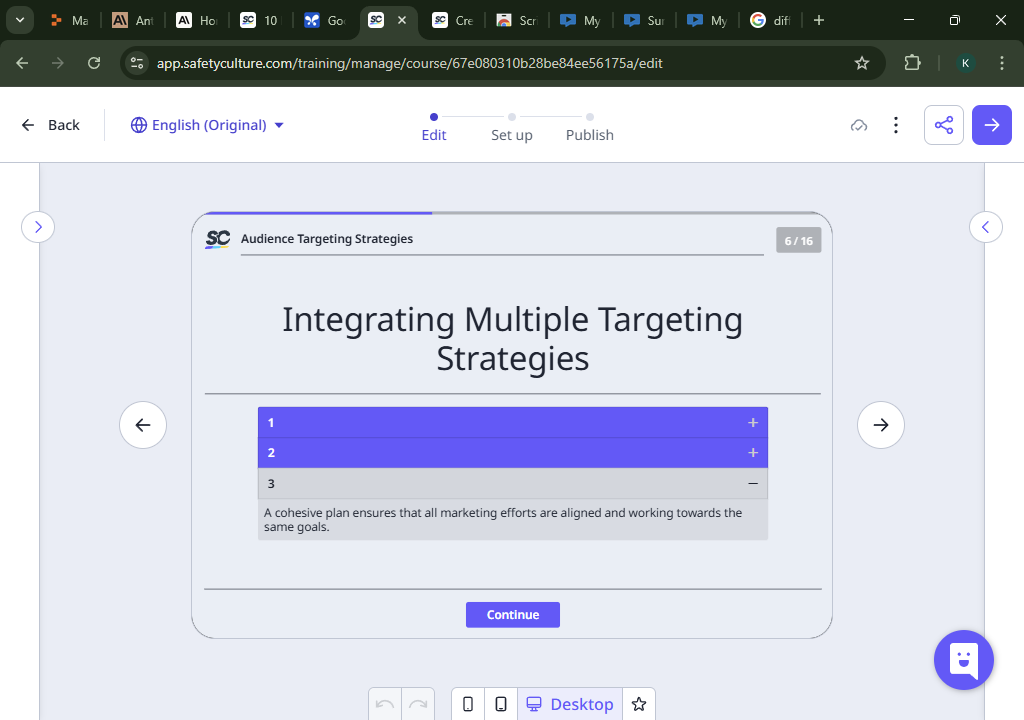 Ma
Ant
Ho
10
Goo
Cre
Scri
My
Sur
My
diff
app.safetyculture.com/training/manage/course/67e080310b28be84ee56175a/edit
K
Back
English (Original)
Edit
Set up
Publish
SC
Audience Targeting Strategies
6 / 16
Integrating Multiple Targeting
Strategies
1
2
3
A cohesive plan ensures that all marketing efforts are aligned and working towards the
same goals.
Continue
Desktop